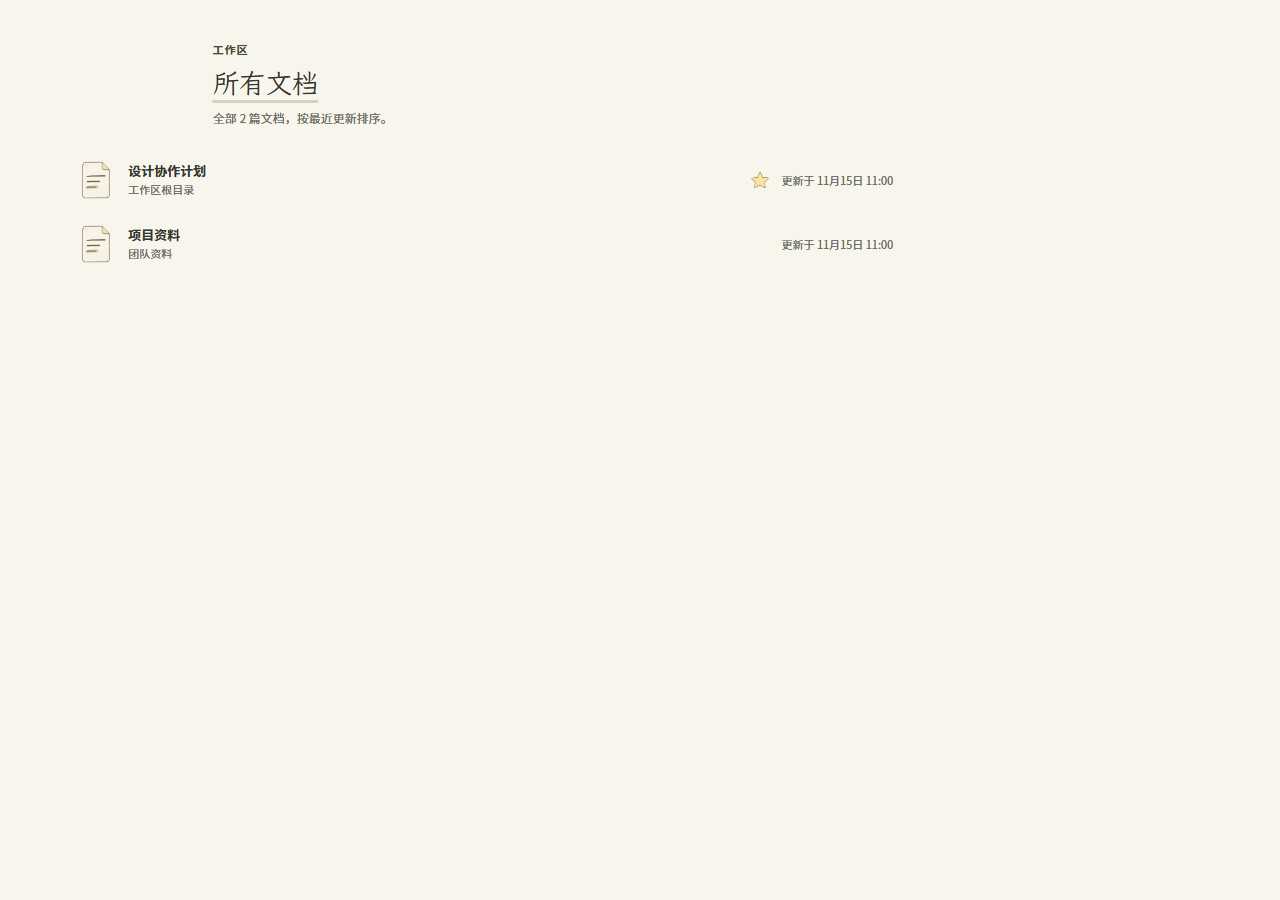 工作区
所有文档
全部 2 篇文档，按最近更新排序。
设计协作计划
工作区根目录
更新于 11月15日 11:00
项目资料
团队资料
更新于 11月15日 11:00